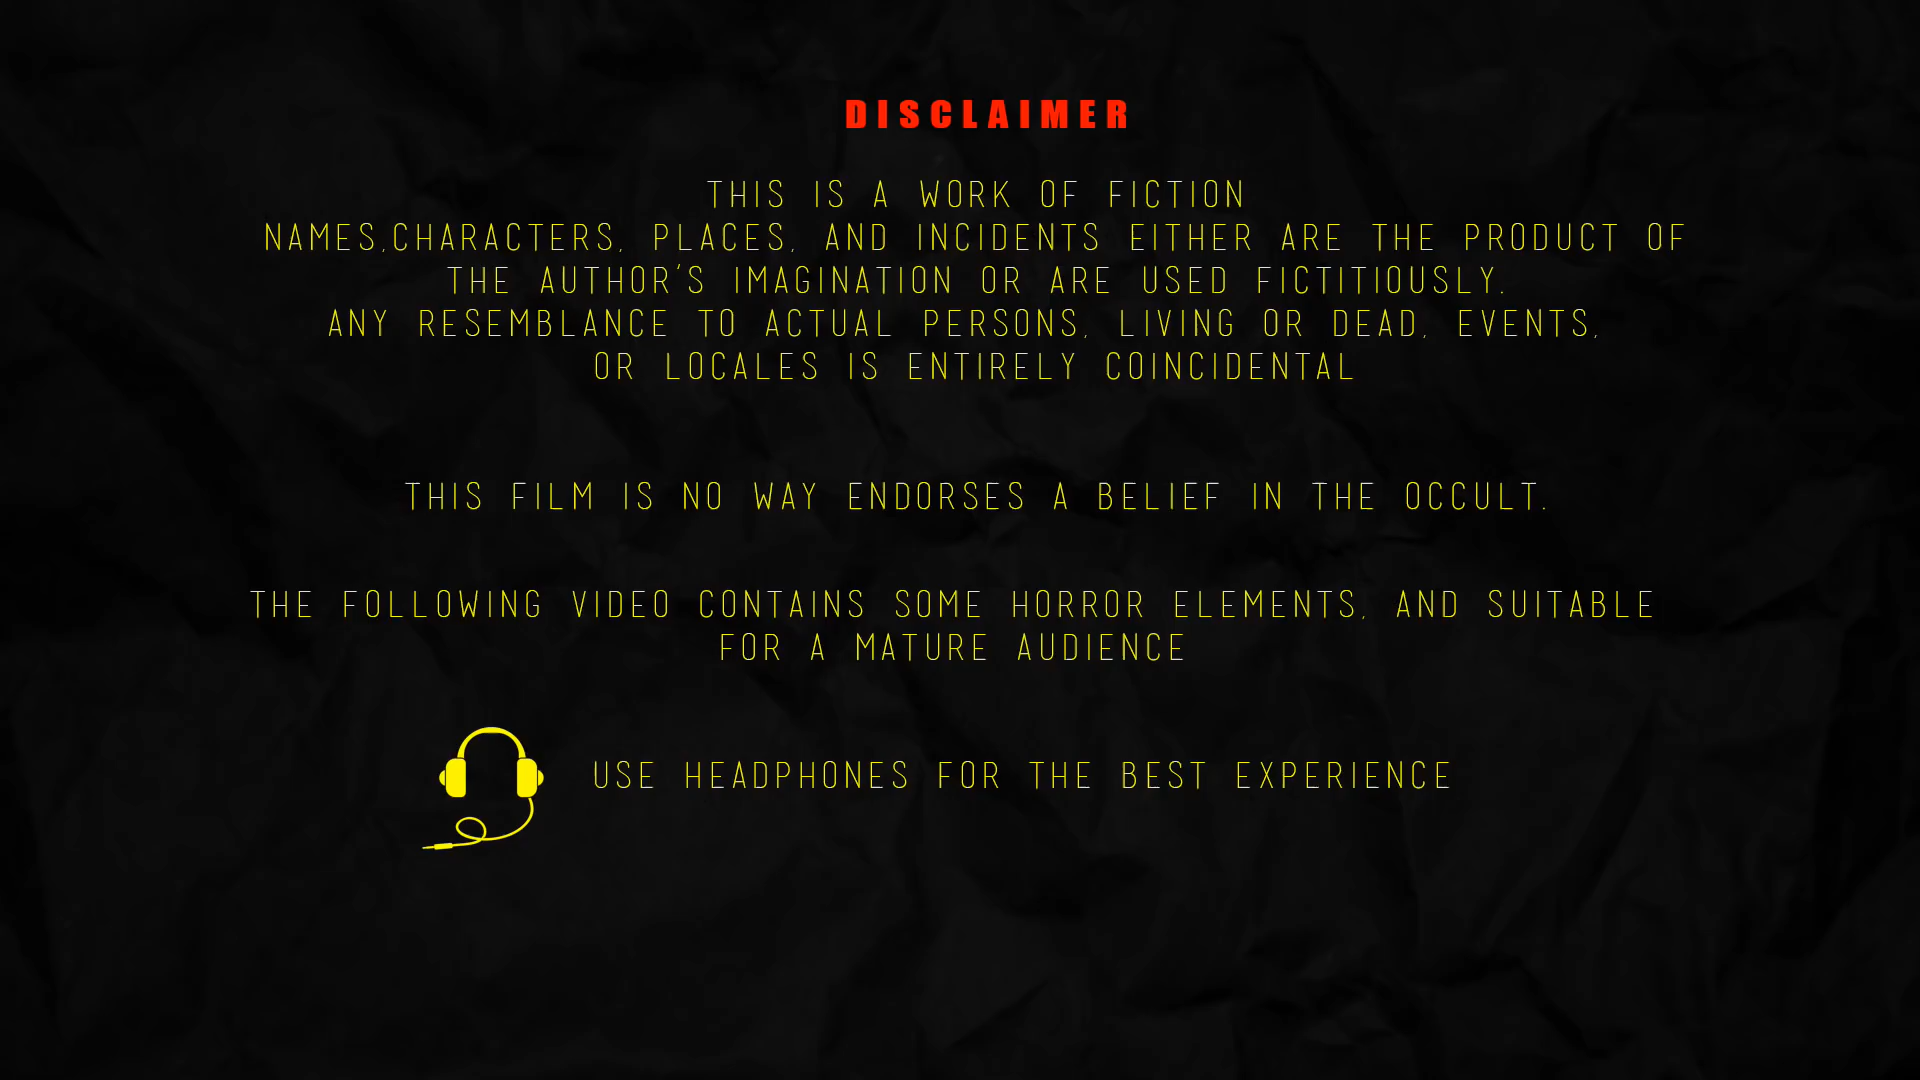 DISCLAIMER
THIS IS A WORK OF FICTION
NAMES,CHARACTERS, PLACES, AND INCIDENTS EITHER ARE THE PRODUCT OF
THE AUTHOR'S IMAGINATION OR ARE USED FICTITIOUSLY.
ANY RESEMBLANCE TO ACTUAL PERSONS, LIVING OR DEAD, EVENTS,
OR LOCALES IS ENTIRELY COINCIDENTAL
THIS FILM IS NO WAY ENDORSES A BELIEF IN THE OCCULT.
THE FOLLOWING VIDEO CONTAINS SOME HORROR ELEMENTS, AND SUITABLE
FOR A MATURE AUDIENCE
USE HEADPHONES FOR THE BEST EXPERIENCE